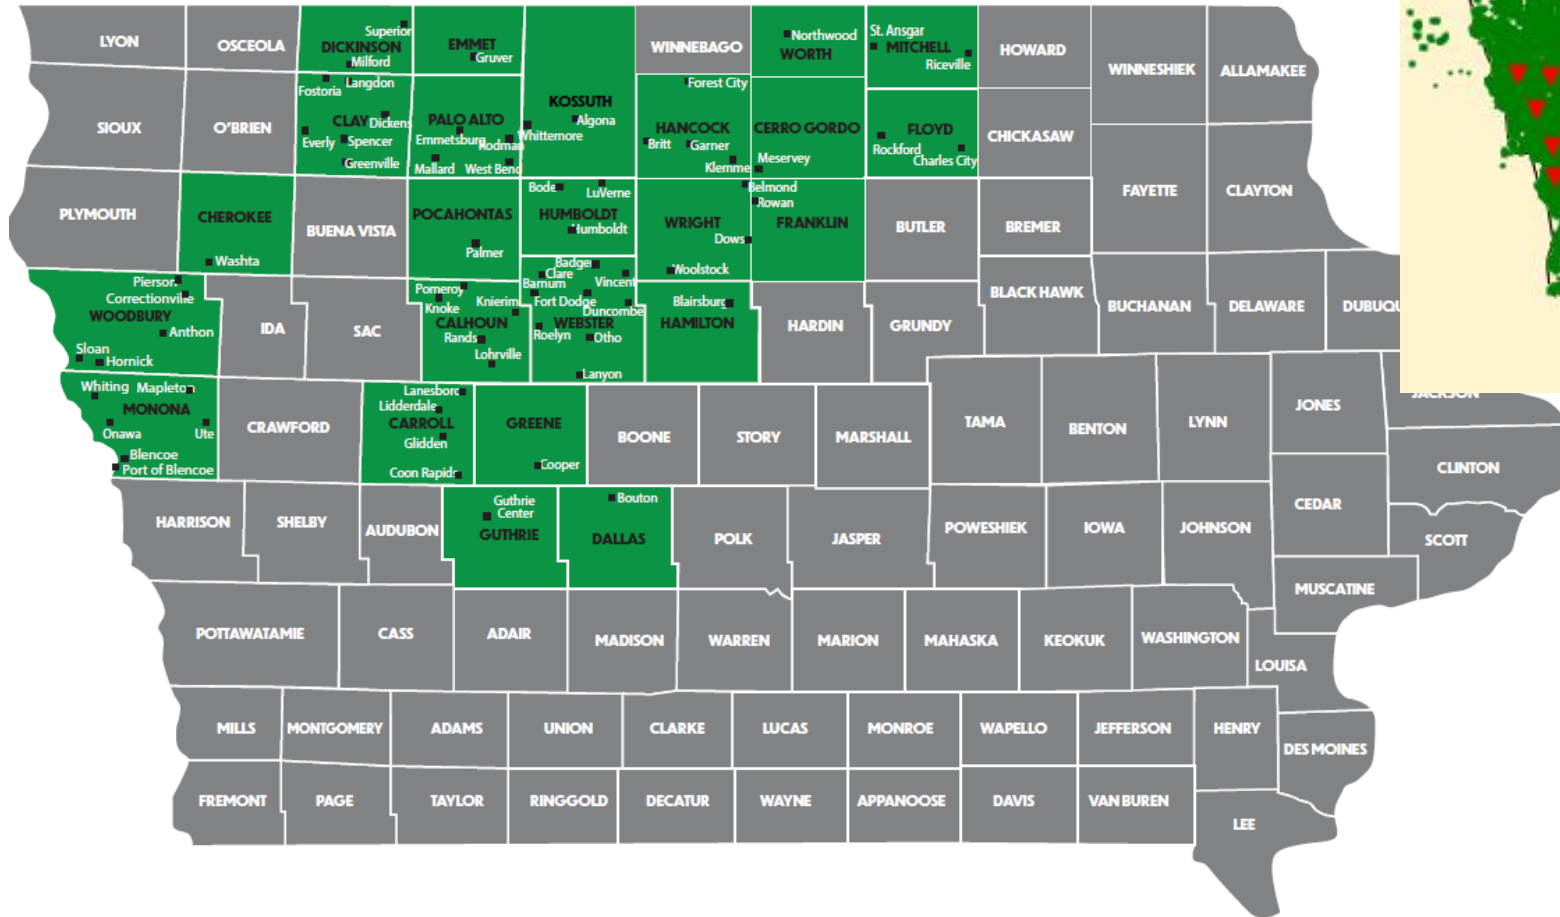 LYON
OSCEOLA
Superior
DICKINSON
Milford
EMMET
Gruver
WINNEBAGO
Northwood
WORTH
St. Ansgar
MITCHELL
Riceville
HOWARD
WINNESHIEK
ALLAMAKEE
SIOUX
O'BRIEN
Fostoria
Langdon
CLAY
Dickens
Everly
Spencer
Greenville
PALO ALTO
Emmetsburg
Rodman
Mallard
West Bend
KOSSUTH
Algona
Whittemore
Forest City
HANCOCK
Britt
Garner
Klemme
CERRO GORDO
Meservey
FLOYD
Rockford
Charles City
CHICKASAW
FAYETTE
CLAYTON
PLYMOUTH
CHEROKEE
Washta
BUENA VISTA
POCAHONTAS
Palmer
Bode
LuVerne
HUMBOLDT
Humboldt
WRIGHT
Dows
Woolstock
Belmond
Rowan
FRANKLIN
BUTLER
BREMER
Pierson
Correctionville
WOODBURY
Anthon
Sloan
Hornick
IDA
SAC
Pomeroy
Knoke
Knierim
CALHOUN
Rands
Lohrville
Badger
Clare
Barnum
Vincent
Fort Dodge
Duncombe
WEBSTER
Roelyn
Otho
Lanyon
Blairsburg
HAMILTON
HARDIN
GRUNDY
BLACK HAWK
BUCHANAN
DELAWARE
DUBUQU
Whiting
Mapleton
MONONA
Onawa
Ute
Blencoe
Port of Blencoe
CRAWFORD
Lanesboro
Lidderdale
CARROLL
Glidden
Coon Rapids
GREENE
Cooper
BOONE
STORY
MARSHALL
TAMA
BENTON
LYNN
JONES
JACKSON
CLINTON
HARRISON
SHELBY
AUDUBON
Guthrie
Center
GUTHRIE
Bouton
DALLAS
POLK
JASPER
POWESHIEK
IOWA
JOHNSON
CEDAR
SCOTT
MUSCATINE
POTTAWATAMIE
CASS
ADAIR
MADISON
WARREN
MARION
MAHASKA
KEOKUK
WASHINGTON
LOUISA
MILLS
MONTGOMERY
ADAMS
UNION
CLARKE
LUCAS
MONROE
WAPELLO
JEFFERSON
HENRY
DES MOINES
FREMONT
PAGE
TAYLOR
RINGGOLD
DECATUR
WAYNE
APPANOOSE
DAVIS
VAN BUREN
LEE